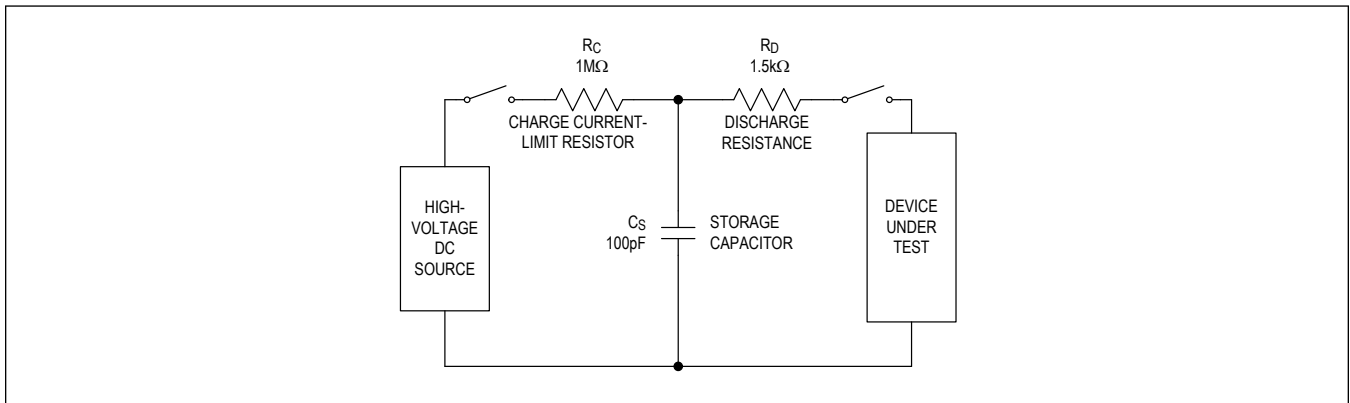 RC
1MΩ
CHARGE CURRENT-
LIMIT RESISTOR
RD
1.5kΩ
DISCHARGE
RESISTANCE
HIGH-
VOLTAGE
DC
SOURCE
CS
100pF
STORAGE
CAPACITOR
DEVICE
UNDER
TEST